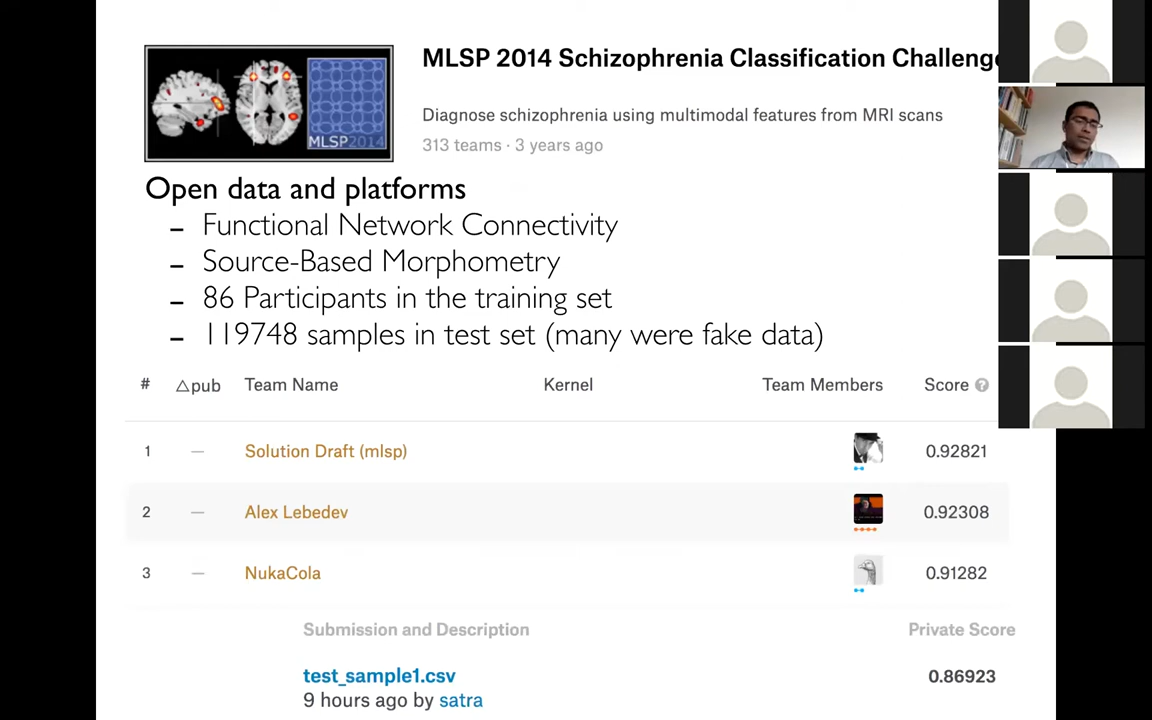 MLSP 2014 Schizophrenia Classification Challenge
Diagnose schizophrenia using multimodal features from MRI scans
313 teams · 3 years ago
MLSP2014
Open data and platforms
– Functional Network Connectivity
– Source-Based Morphometry
– 86 Participants in the training set
– 119748 samples in test set (many were fake data)
# △pub Team Name Kernel Team Members Score ?
1 — Solution Draft (mlsp) 0.92821
2 — Alex Lebedev 0.92308
3 — NukaCola 0.91282
Submission and Description Private Score
test_sample1.csv 0.86923
9 hours ago by satra